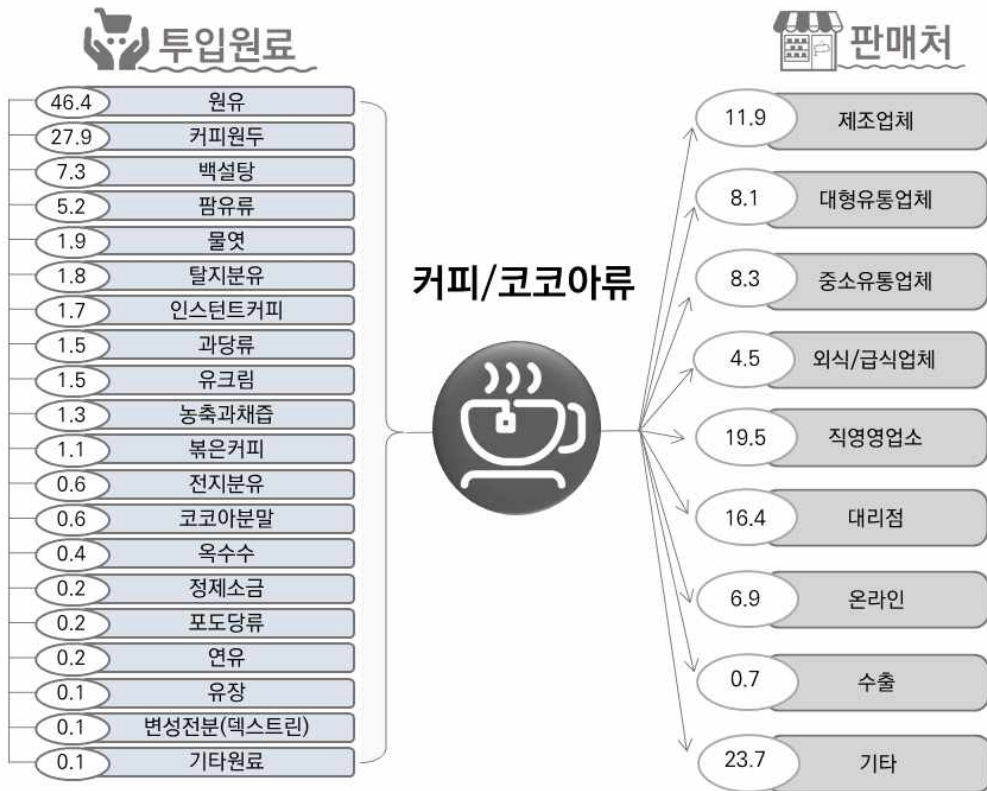 투입원료
46.4 원유
27.9 커피원두
7.3 백설탕
5.2 팜유류
1.9 물엿
1.8 탈지분유
1.7 인스턴트커피
1.5 과당류
1.5 유크림
1.3 농축과채즙
1.1 볶은커피
0.6 전지분유
0.6 코코아분말
0.4 옥수수
0.2 정제소금
0.2 포도당류
0.2 연유
0.1 유장
0.1 변성전분(덱스트린)
0.1 기타원료
커피/코코아류
판매처
11.9 제조업체
8.1 대형유통업체
8.3 중소유통업체
4.5 외식/급식업체
19.5 직영영업소
16.4 대리점
6.9 온라인
0.7 수출
23.7 기타